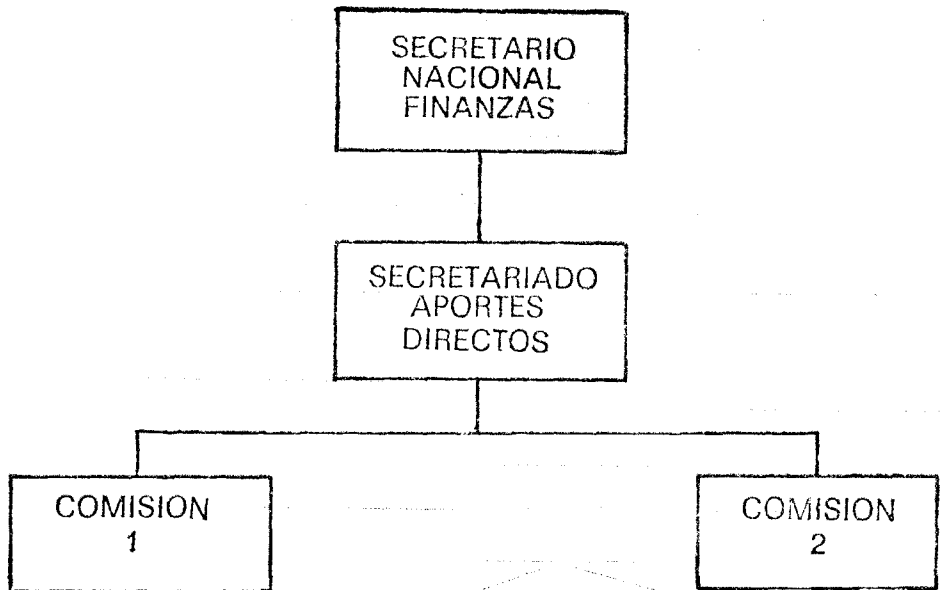 SECRETARIO
NACIONAL
FINANZAS
SECRETARIADO
APORTES
DIRECTOS
COMISION
1
COMISION
2